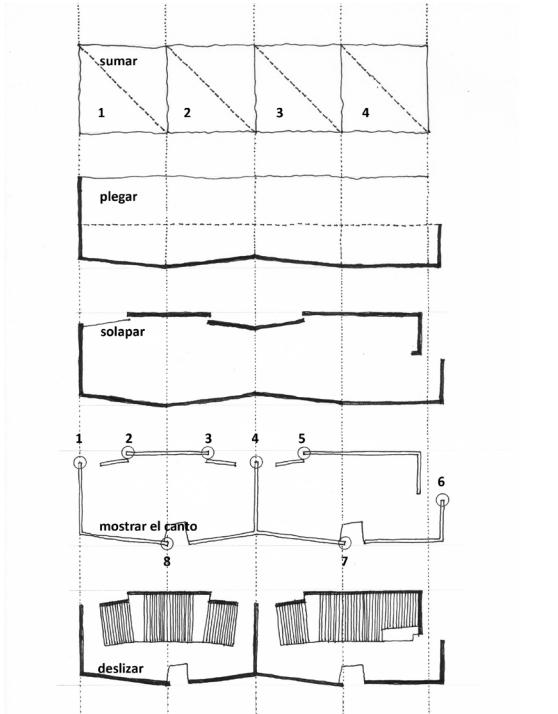 sumar
1 2 3 4
plegar
solapar
1 2 3 4 5
6
mostrar el canto
8 7
deslizar